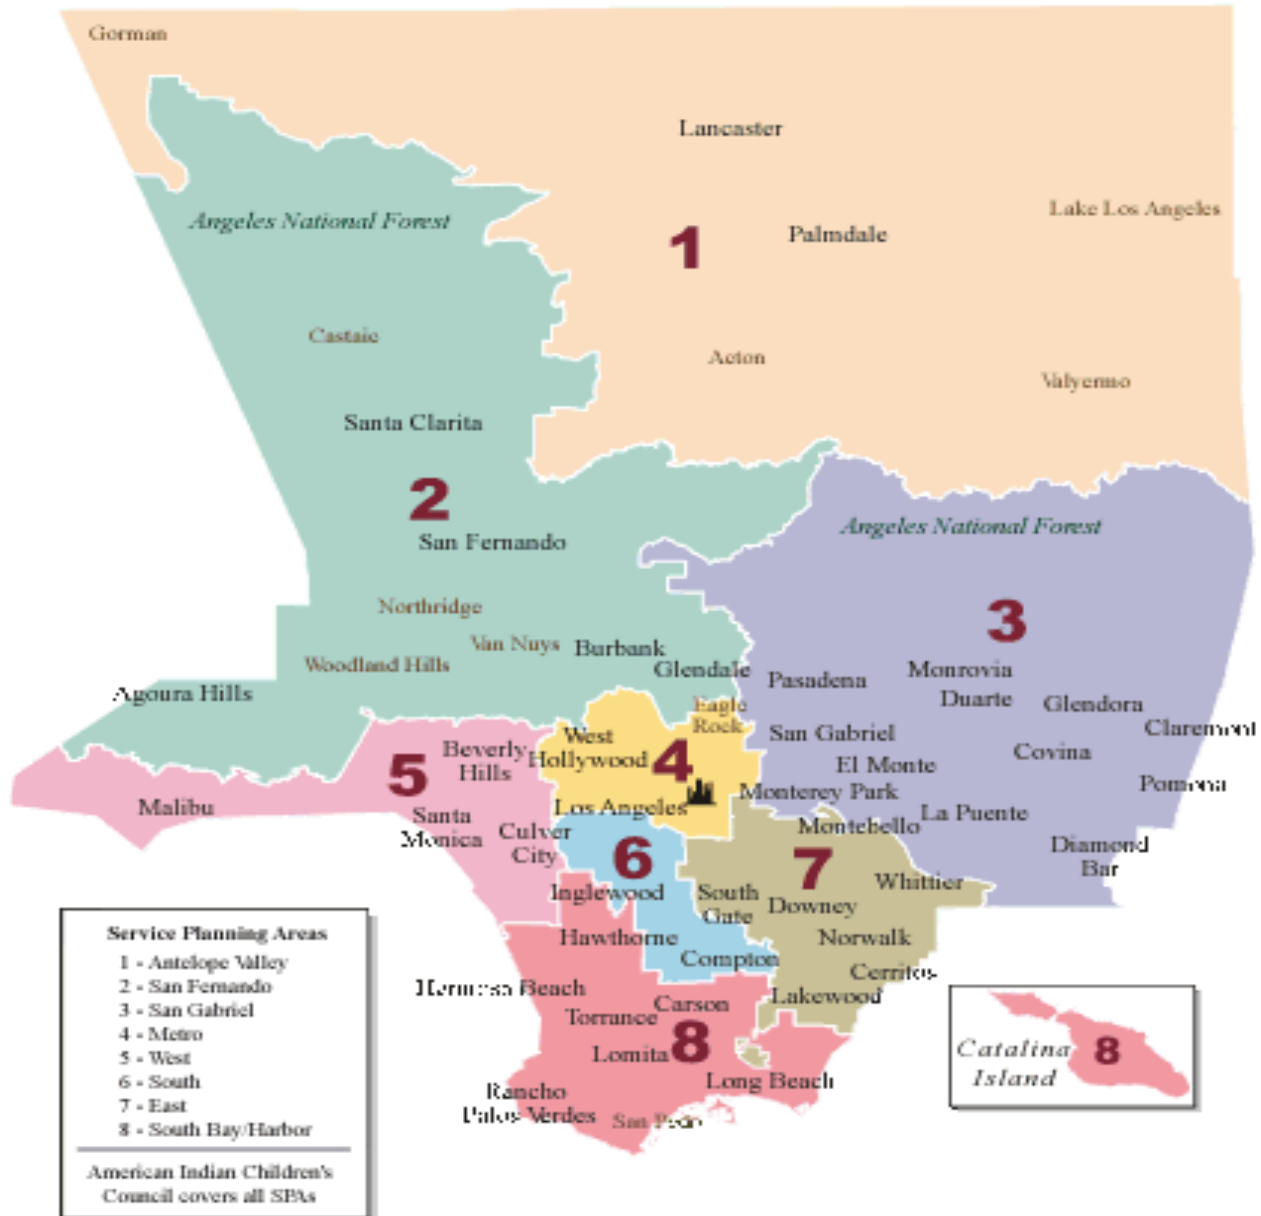 Gorman
Lancaster
Lake Los Angeles
Angeles National Forest
1
Palmdale
Castaic
Acton
Valyermo
Santa Clarita
2
San Fernando
Angeles National Forest
3
Northridge
Van Nuys
Burbank
Woodland Hills
Glendale
Pasadena
Monrovia
Agoura Hills
Duarte
Glendora
Eagle
Rock
San Gabriel
Claremont
West
Hollywood
Beverly
Hills
4
5
Covina
El Monte
Pomona
Monterey Park
Malibu
Los Angeles
Santa
Monica
La Puente
Montebello
Culver
City
Diamond
Bar
6
7
Whittier
Inglewood
South
Gate
Downey
Hawthorne
Norwalk
Compton
Cerritos
Hermosa Beach
Lakewood
Carson
Torrance
8
Lomita
Long Beach
Rancho
Palos Verdes
San Pedro
Service Planning Areas
1 - Antelope Valley
2 - San Fernando
3 - San Gabriel
4 - Metro
5 - West
6 - South
7 - East
8 - South Bay/Harbor
American Indian Children's
Council covers all SPAs
Catalina
Island
8